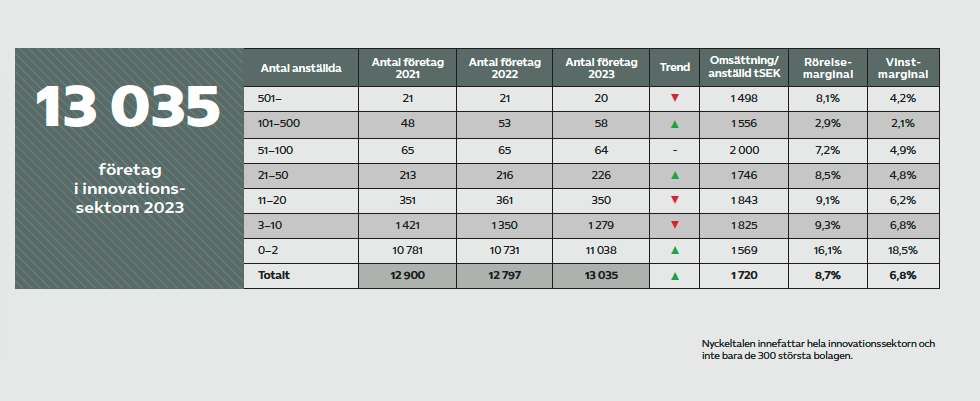 13 035
företag
i innovations-
sektorn 2023
Antal anställda Antal företag 2021 Antal företag 2022 Antal företag 2023 Trend Omsättning/ anställd tSEK Rörelse- marginal Vinst- marginal
501– 21 21 20 ▼ 1 498 8,1% 4,2%
101–500 48 53 58 ▲ 1 556 2,9% 2,1%
51–100 65 65 64 - 2 000 7,2% 4,9%
21–50 213 216 226 ▲ 1 746 8,5% 4,8%
11–20 351 361 350 ▼ 1 843 9,1% 6,2%
3–10 1 421 1 350 1 279 ▼ 1 825 9,3% 6,8%
0–2 10 781 10 731 11 038 ▲ 1 569 16,1% 18,5%
Totalt 12 900 12 797 13 035 ▲ 1 720 8,7% 6,8%
Nyckeltalen innefattar hela innovationssektorn och
inte bara de 300 största bolagen.